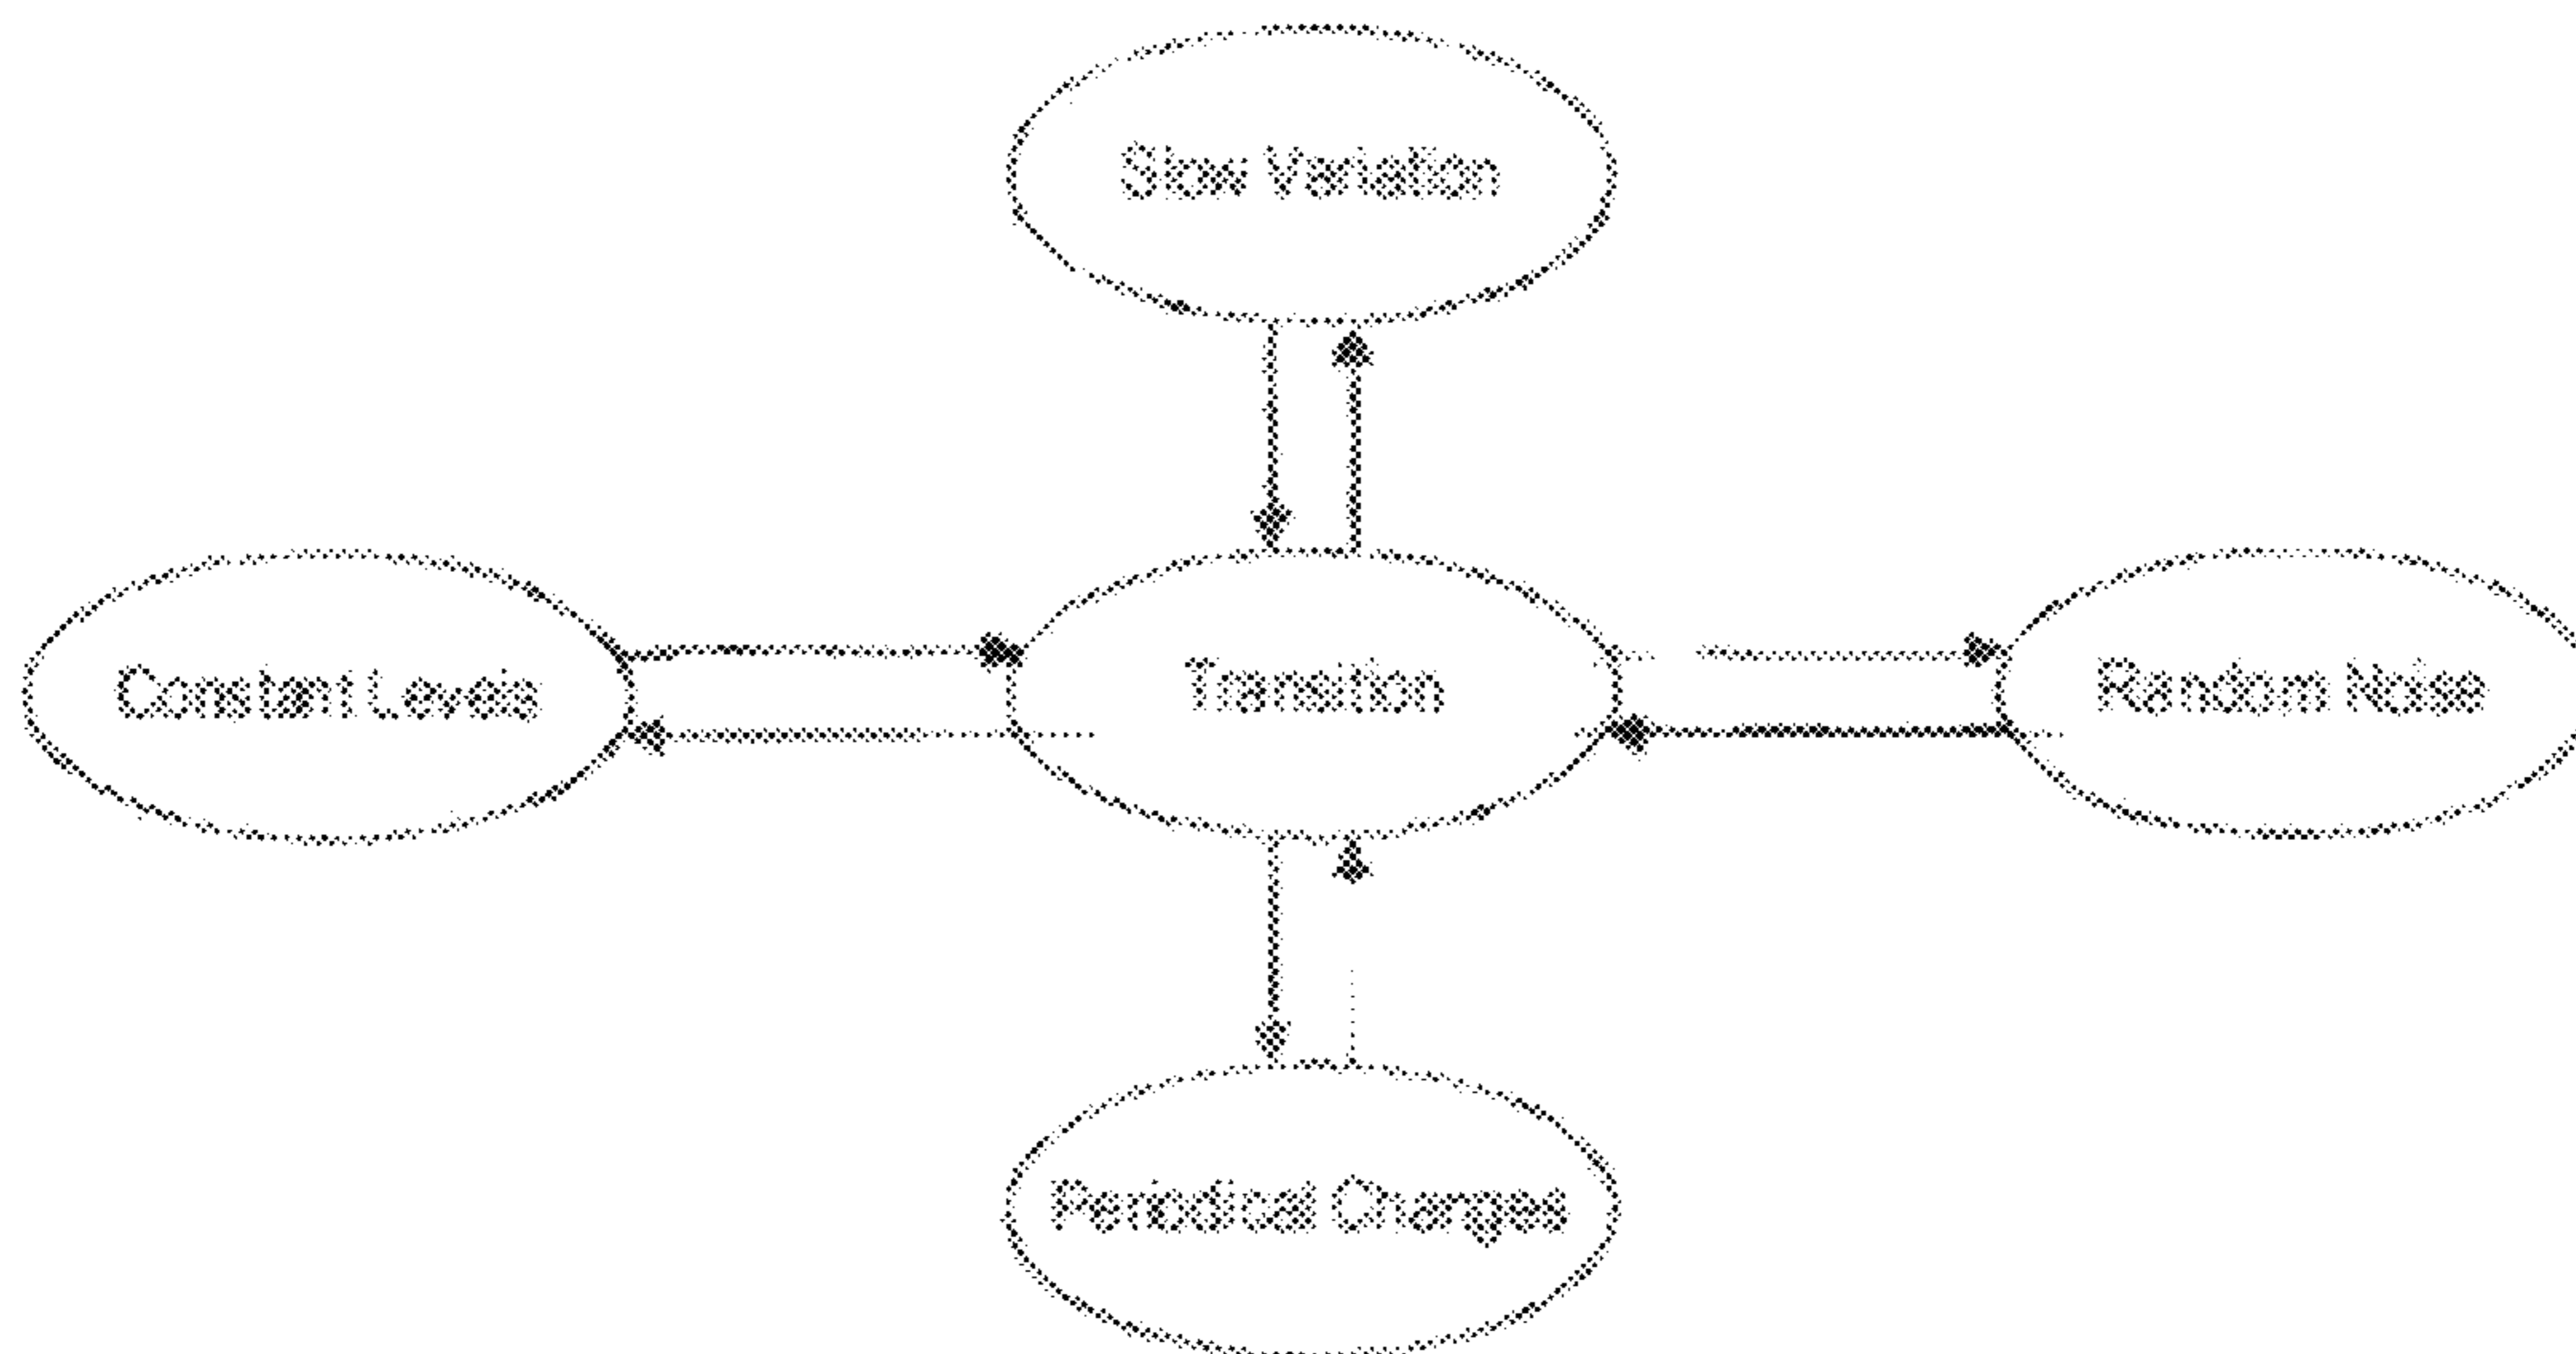 Slow Variation
Constant Levels
Transition
Random Noise
Periodical Changes